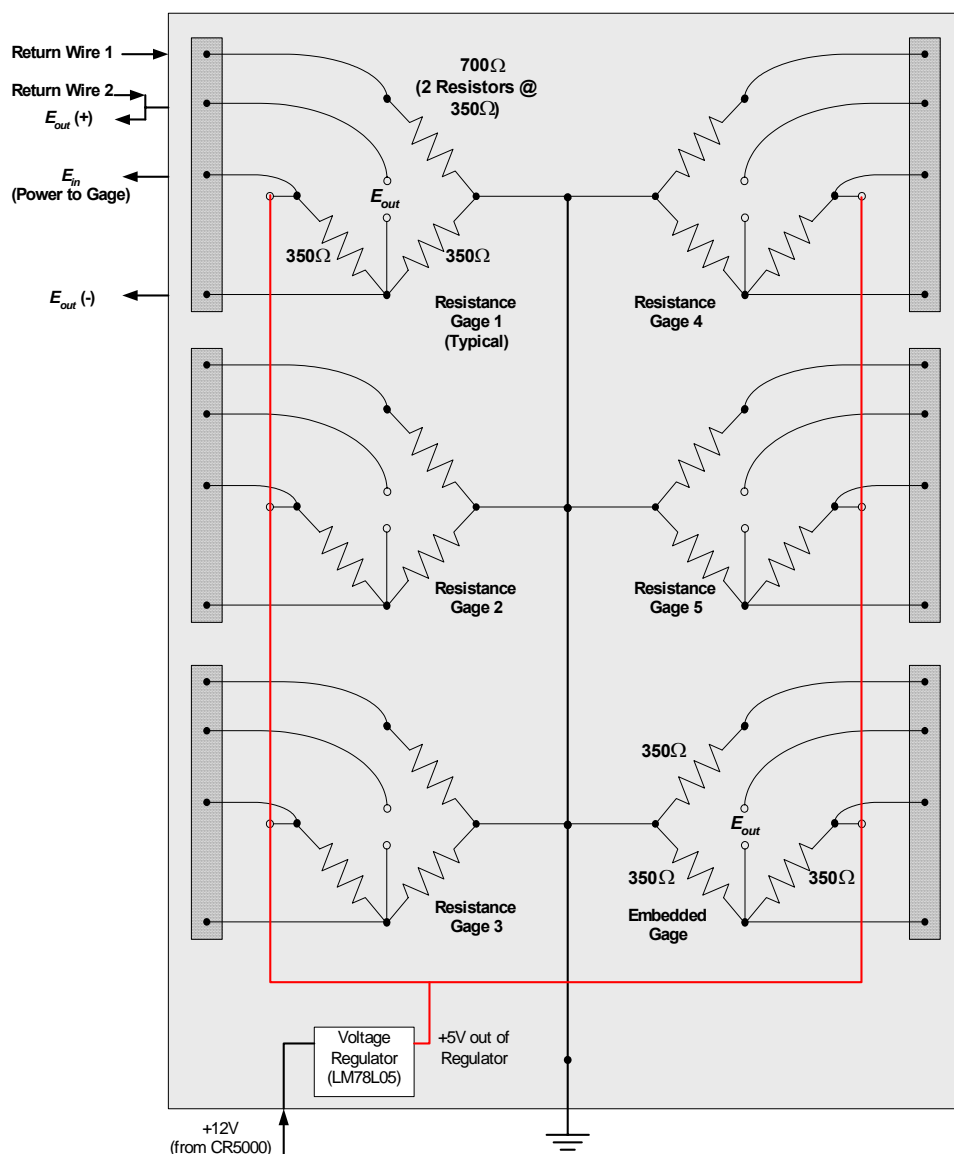 Return Wire 1
Return Wire 2
E_out (+)
E_in
(Power to Gage)
E_out (-)
700Ω
(2 Resistors @
350Ω)
E_out
350Ω
350Ω
Resistance
Gage 1
(Typical)
Resistance
Gage 4
Resistance
Gage 2
Resistance
Gage 5
Resistance
Gage 3
350Ω
E_out
350Ω
350Ω
Embedded
Gage
Voltage
Regulator
(LM78L05)
+5V out of
Regulator
+12V
(from CR5000)